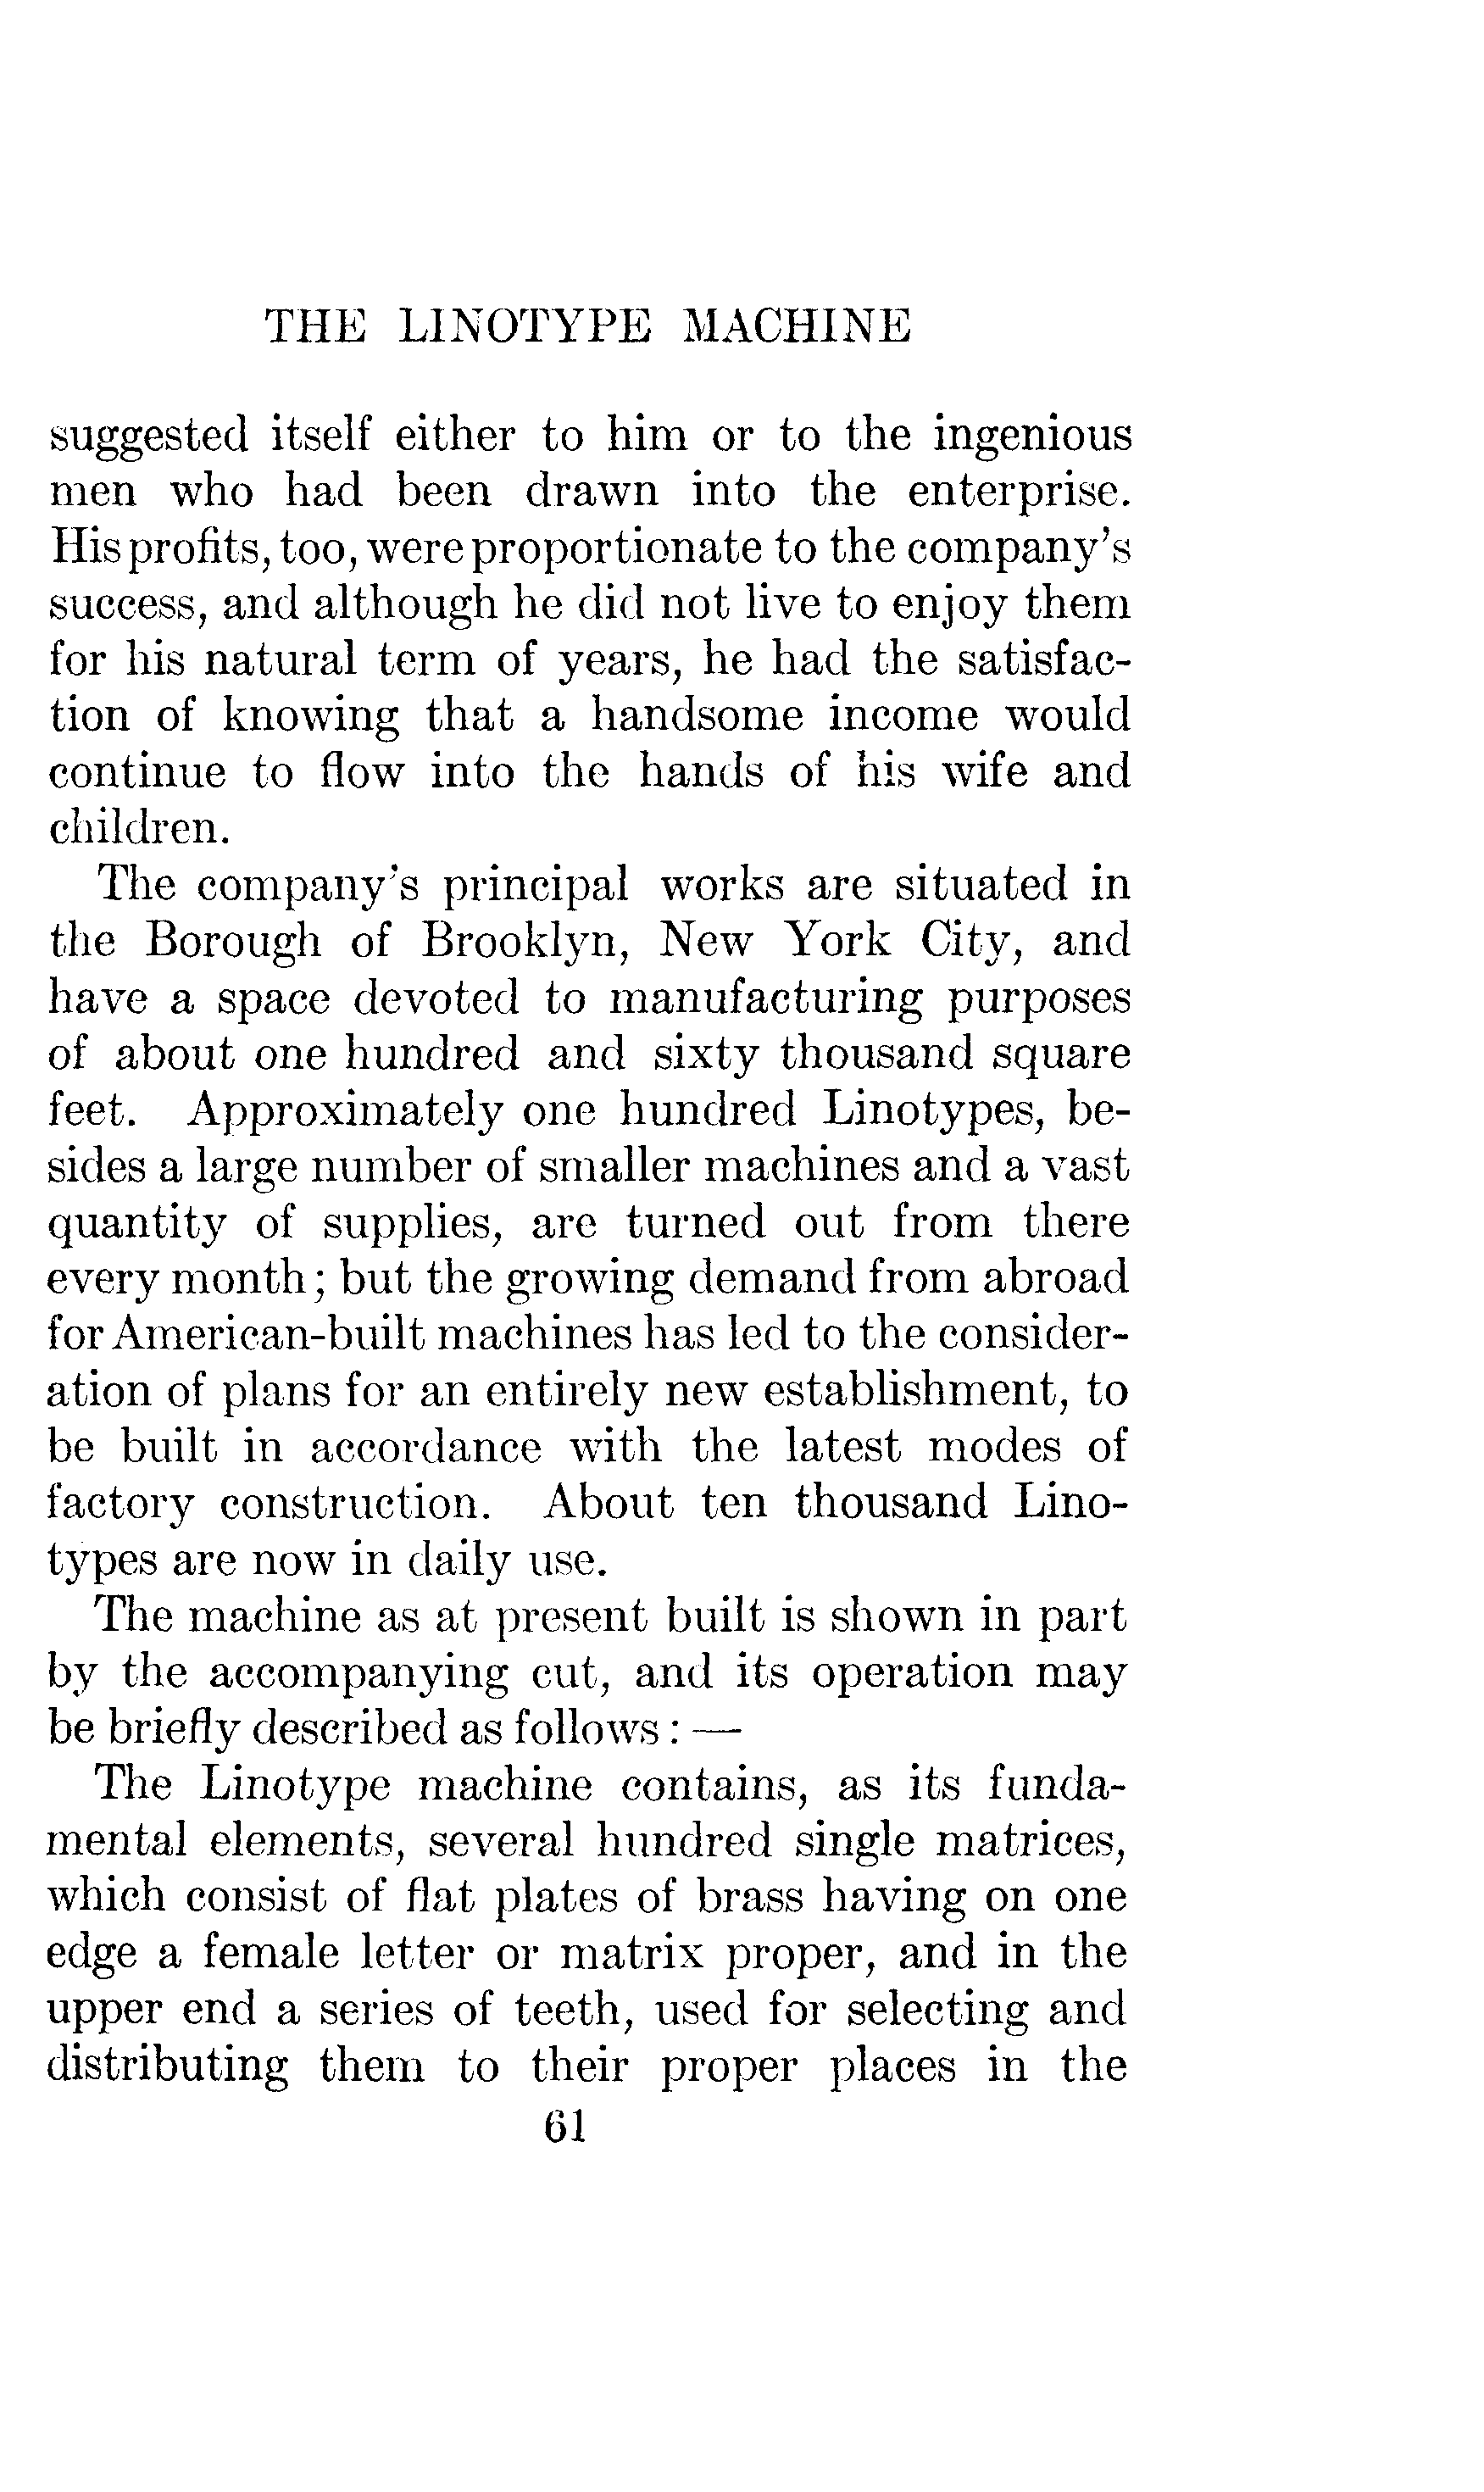 THE LINOTYPE MACHINE
suggested itself either to him or to the ingenious
men who had been drawn into the enterprise.
His profits, too, were proportionate to the company's
success, and although he did not live to enjoy them
for his natural term of years, he had the satisfac-
tion of knowing that a handsome income would
continue to flow into the hands of his wife and
children.
The company's principal works are situated in
the Borough of Brooklyn, New York City, and
have a space devoted to manufacturing purposes
of about one hundred and sixty thousand square
feet. Approximately one hundred Linotypes, be-
sides a large number of smaller machines and a vast
quantity of supplies, are turned out from there
every month; but the growing demand from abroad
for American-built machines has led to the consider-
ation of plans for an entirely new establishment, to
be built in accordance with the latest modes of
factory construction. About ten thousand Lino-
types are now in daily use.
The machine as at present built is shown in part
by the accompanying cut, and its operation may
be briefly described as follows: —
The Linotype machine contains, as its funda-
mental elements, several hundred single matrices,
which consist of flat plates of brass having on one
edge a female letter or matrix proper, and in the
upper end a series of teeth, used for selecting and
distributing them to their proper places in the
61